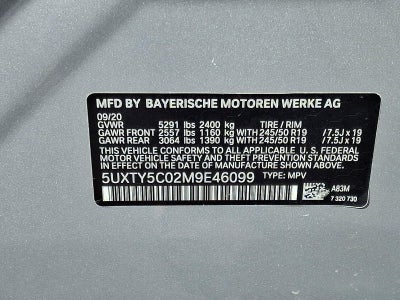 MFD BY BAYERISCHE MOTOREN WERKE AG
09/20
GVWR 5291 lbs 2400 kg TIRE / RIM
GAWR FRONT 2557 lbs 1160 kg WITH 245/50 R19 / 7.5J x 19
GAWR REAR 3064 lbs 1390 kg WITH 245/50 R19 / 7.5J x 19
THIS VEHICLE CONFORMS TO ALL APPLICABLE U. S. FEDERAL
MOTOR VEHICLE SAFETY STANDARDS IN EFFECT ON
THE DATE OF MANUFACTURE SHOWN ABOVE.
5UXTY5C02M9E46099 TYPE: MPV
A83M
7 320 730